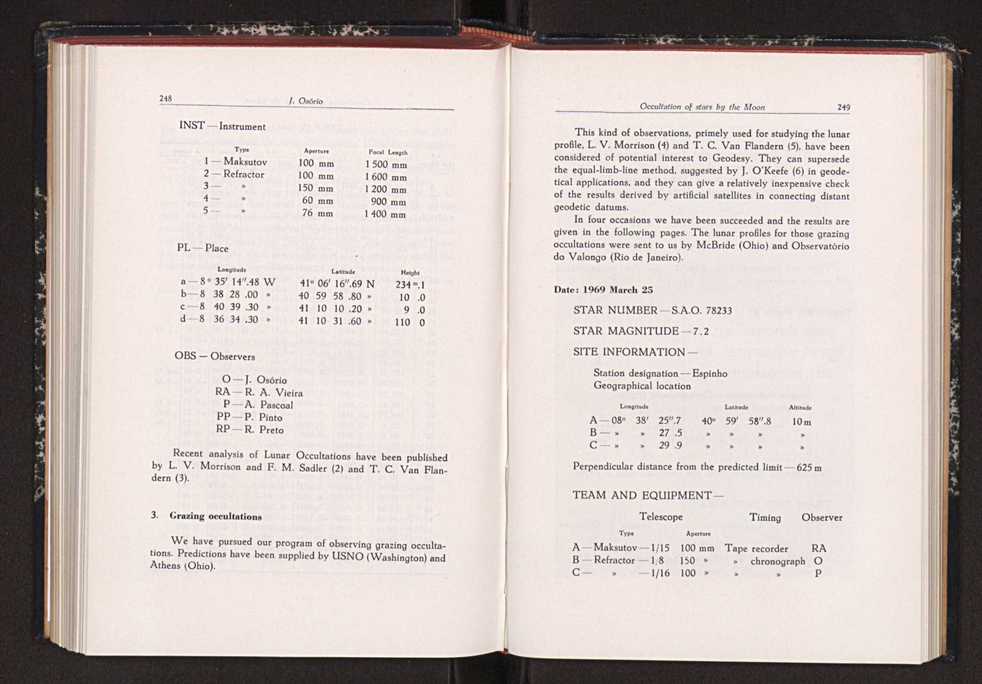 248
J. Osório
INST — Instrument
Type Aperture Focal Length
1 — Maksutov 100 mm 1 500 mm
2 — Refractor 100 mm 1 600 mm
3 — » 150 mm 1 200 mm
4 — » 60 mm 900 mm
5 — » 76 mm 1 400 mm
PL — Place
Longitude Latitude Height
a — 8º 35' 14".48 W 41º 06' 16".69 N 234 m.1
b — 8 38 28 .00 » 40 59 58 .80 » 10 .0
c — 8 40 39 .30 » 41 10 10 .20 » 9 .0
d — 8 36 34 .30 » 41 10 31 .60 » 110 0
OBS — Observers
O — J. Osório
RA — R. A. Vieira
P — A. Pascoal
PP — P. Pinto
RP — R. Preto
Recent analysis of Lunar Occultations have been published
by L. V. Morrison and F. M. Sadler (2) and T. C. Van Flan-
dern (3).
3. Grazing occultations
We have pursued our program of observing grazing occulta-
tions. Predictions have been supplied by USNO (Washington) and
Athens (Ohio).
Occultation of stars by the Moon
249
This kind of observations, primely used for studying the lunar
profile, L. V. Morrison (4) and T. C. Van Flandern (5), have been
considered of potential interest to Geodesy. They can supersede
the equal-limb-line method, suggested by J. O'Keefe (6) in geode-
tical applications, and they can give a relatively inexpensive check
of the results derived by artificial satellites in connecting distant
geodetic datums.
In four occasions we have been succeeded and the results are
given in the following pages. The lunar profiles for those grazing
occultations were sent to us by McBride (Ohio) and Observatório
do Valongo (Rio de Janeiro).
Date: 1969 March 25
STAR NUMBER — S.A.O. 78233
STAR MAGNITUDE — 7.2
SITE INFORMATION —
Station designation — Espinho
Geographical location
Longitude Latitude Altitude
A — 08º 38' 25".7 40º 59' 58".8 10 m
B — » » 27 .5 » » » »
C — » » 29 .9 » » » »
Perpendicular distance from the predicted limit — 625 m
TEAM AND EQUIPMENT —
Telescope Timing Observer
Type Aperture
A — Maksutov — 1/15 100 mm Tape recorder RA
B — Refractor — 1/8 150 » » chronograph O
C — » — 1/16 100 » » » P